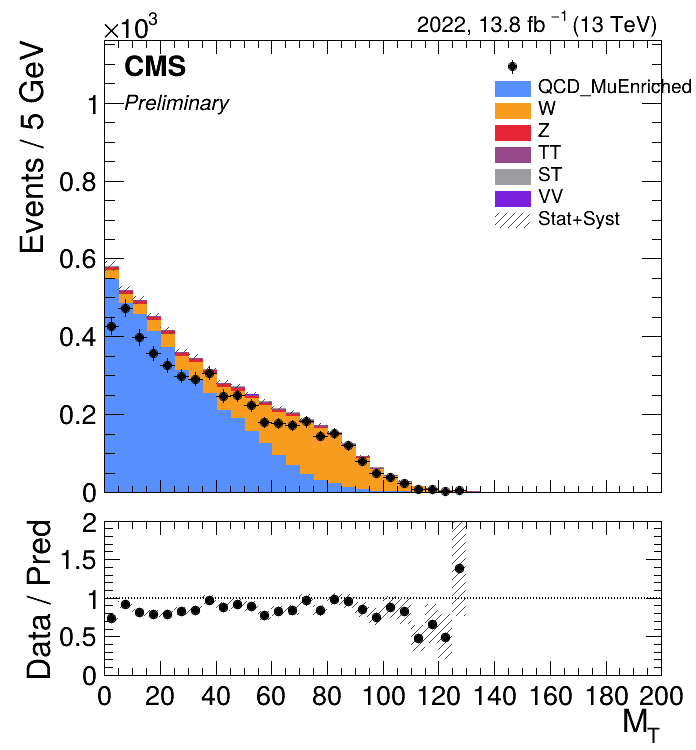 ×10³
2022, 13.8 fb⁻¹ (13 TeV)
CMS
Preliminary
QCD_MuEnriched
W
Z
TT
ST
VV
Stat+Syst
Events / 5 GeV
1
0.8
0.6
0.4
0.2
0
Data / Pred
2
1.5
1
0.5
0
0 20 40 60 80 100 120 140 160 180 200
M_T